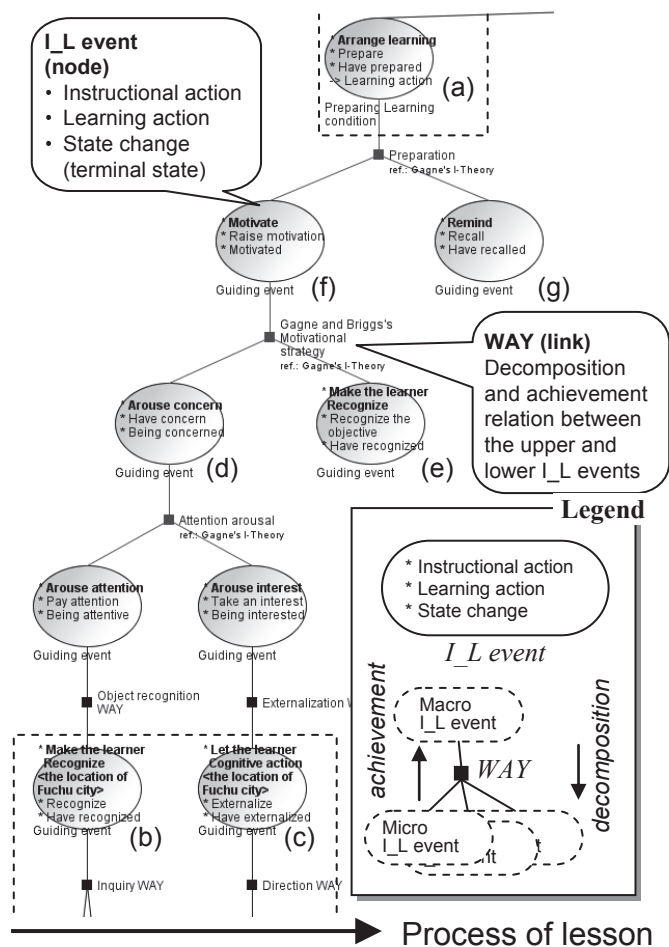 I_L event
(node)
• Instructional action
• Learning action
• State change
(terminal state)
* Arrange learning
* Prepare
* Have prepared
-> Learning action
(a)
Preparing Learning
condition
Preparation
ref.: Gagne's I-Theory
* Motivate
* Raise motivation
* Motivated
Guiding event
(f)
* Remind
* Recall
* Have recalled
Guiding event
(g)
Gagne and Briggs's
Motivational
strategy
ref.: Gagne's I-Theory
WAY (link)
Decomposition
and achievement
relation between
the upper and
lower I_L events
* Arouse concern
* Have concern
* Being concerned
Guiding event
(d)
* Make the learner
Recognize
* Recognize the
objective
* Have recognized
Guiding event
(e)
Attention arousal
ref.: Gagne's I-Theory
* Arouse attention
* Pay attention
* Being attentive
Guiding event
* Arouse interest
* Take an interest
* Being interested
Guiding event
Object recognition
WAY
Externalization
* Make the learner
Recognize
<the location of
Fuchu city>
* Recognize
* Have recognized
Guiding event
(b)
* Let the learner
Cognitive action
<the location of
Fuchu city>
* Externalize
* Have externalized
Guiding event
(c)
Inquiry WAY
Direction WAY
Legend
* Instructional action
* Learning action
* State change
I_L event
achievement
Macro
I_L event
WAY
decomposition
Micro
I_L event
Process of lesson